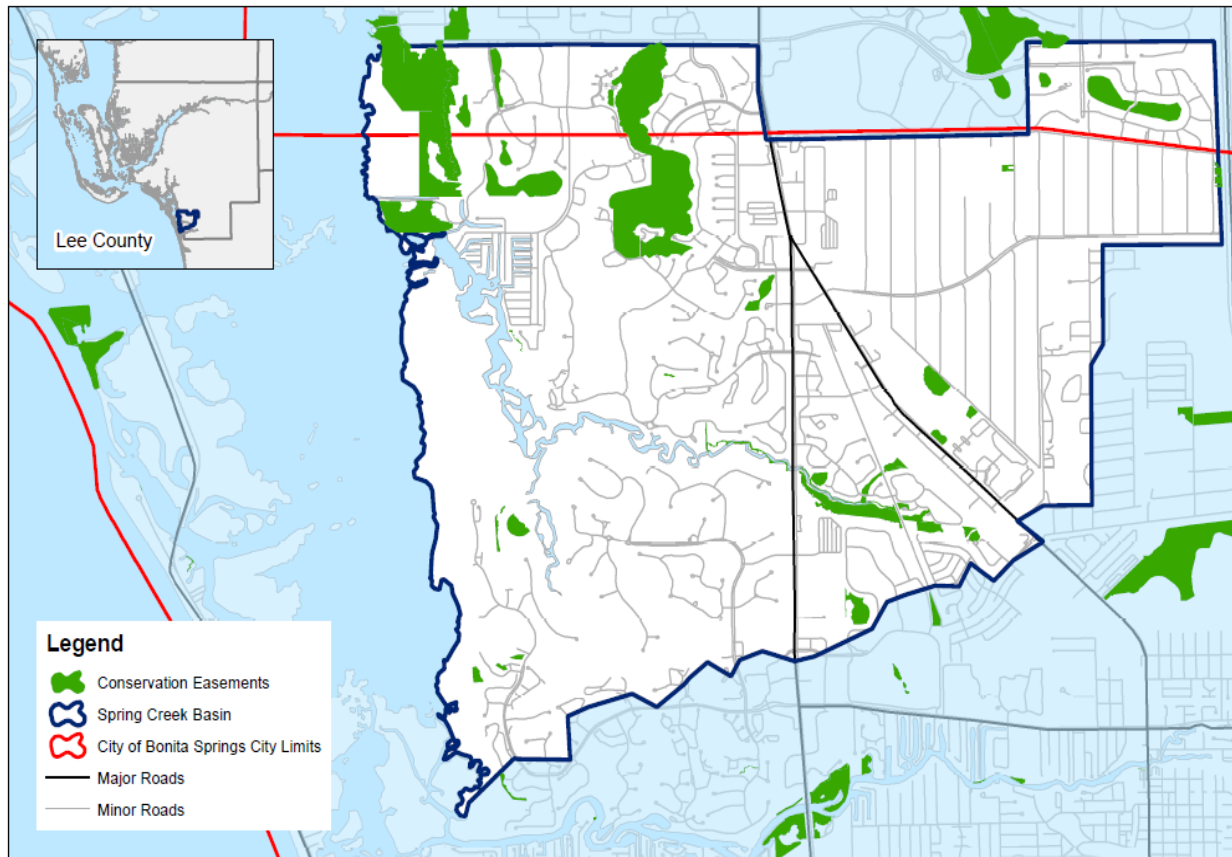 Lee County
Legend
Conservation Easements
Spring Creek Basin
City of Bonita Springs City Limits
Major Roads
Minor Roads